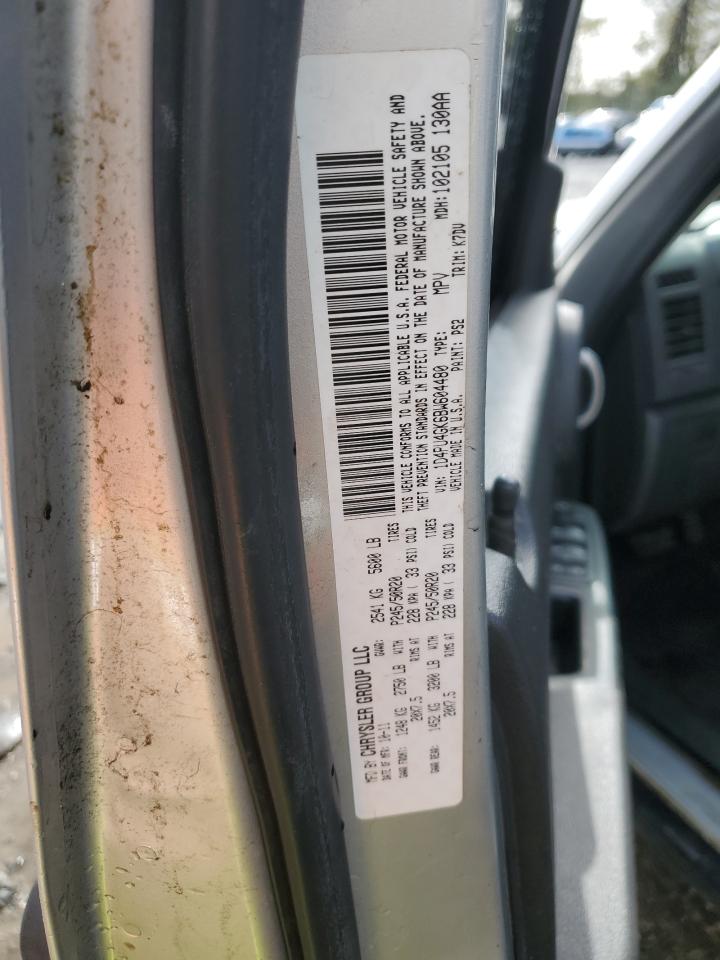 MFD BY: CHRYSLER GROUP LLC
DATE OF MFR: 10-11 GVWR: 2541 KG 5600 LB
GAWR FRONT: 1248 KG 2750 LB WITH P245/50R20 TIRES
20X7.5 RIMS AT 228 KPA ( 33 PSI) COLD
GAWR REAR: 1452 KG 3200 LB WITH P245/50R20 TIRES
20X7.5 RIMS AT 228 KPA ( 33 PSI) COLD
THIS VEHICLE CONFORMS TO ALL APPLICABLE U.S.A. FEDERAL MOTOR VEHICLE SAFETY AND
THEFT PREVENTION STANDARDS IN EFFECT ON THE DATE OF MANUFACTURE SHOWN ABOVE.
VIN: 1D4PU4GK6BW604480 TYPE: MPV MDH:102105 130AA
VEHICLE MADE IN U.S.A. PAINT: PS2 TRIM: K7DV